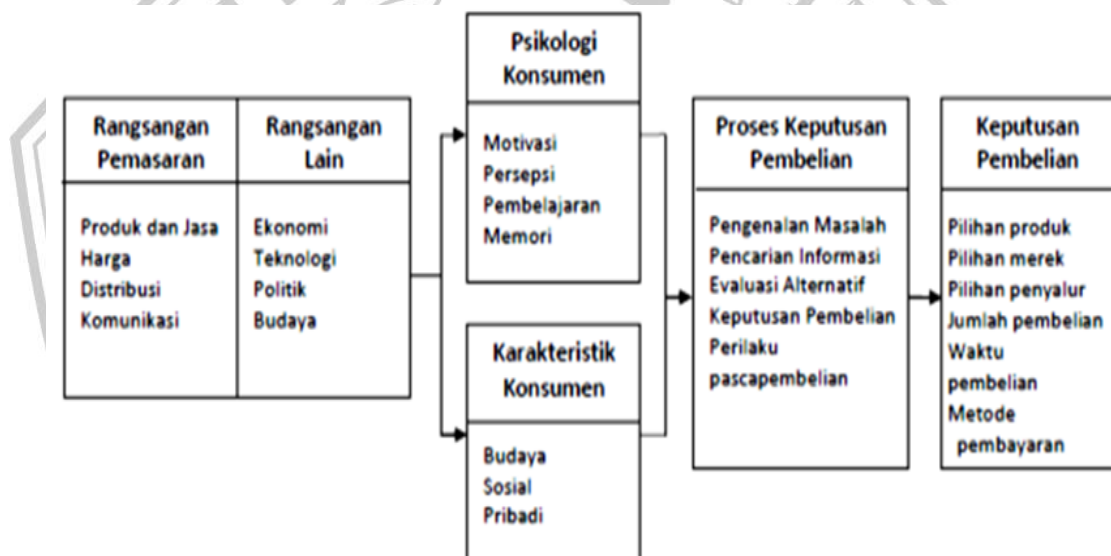 Rangsangan
Pemasaran
Produk dan Jasa
Harga
Distribusi
Komunikasi
Rangsangan
Lain
Ekonomi
Teknologi
Politik
Budaya
Psikologi
Konsumen
Motivasi
Persepsi
Pembelajaran
Memori
Karakteristik
Konsumen
Budaya
Sosial
Pribadi
Proses Keputusan
Pembelian
Pengenalan Masalah
Pencarian Informasi
Evaluasi Alternatif
Keputusan Pembelian
Perilaku
pascapembelian
Keputusan
Pembelian
Pilihan produk
Pilihan merek
Pilihan penyalur
Jumlah pembelian
Waktu
pembelian
Metode
pembayaran